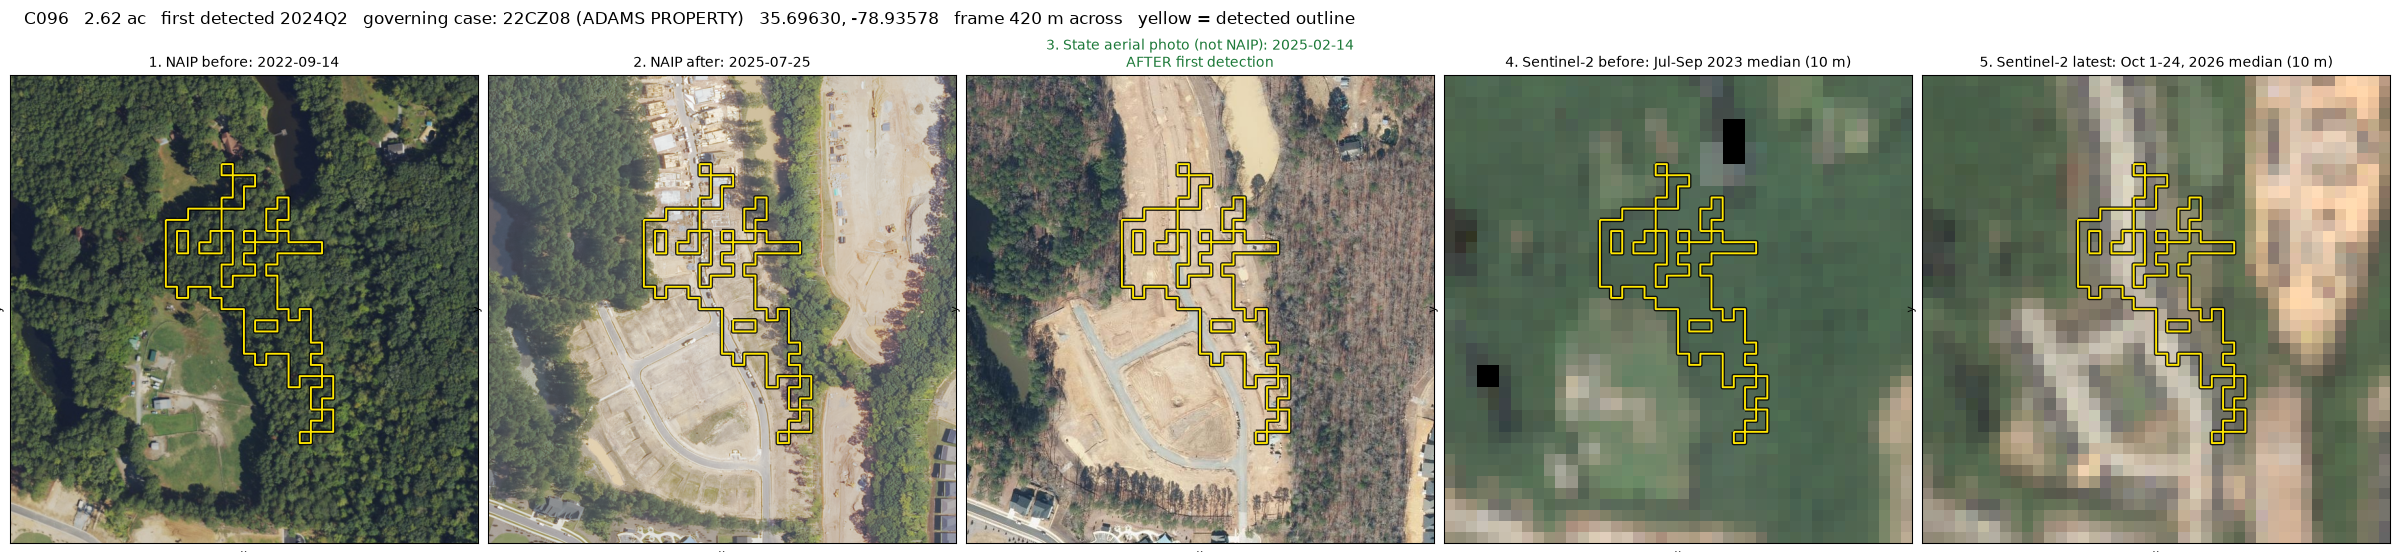 C096   2.62 ac   first detected 2024Q2   governing case: 22CZ08 (ADAMS PROPERTY)   35.69630, -78.93578   frame 420 m across   yellow = detected outline
1. NAIP before: 2022-09-14
2. NAIP after: 2025-07-25
3. State aerial photo (not NAIP): 2025-02-14
AFTER first detection
4. Sentinel-2 before: Jul-Sep 2023 median (10 m)
5. Sentinel-2 latest: Oct 1-24, 2026 median (10 m)